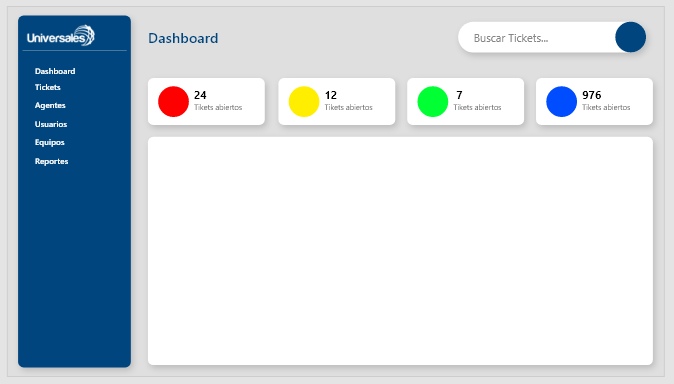 Universales
Dashboard
Tickets
Agentes
Usuarios
Equipos
Reportes
Dashboard
Buscar Tickets...
24
Tikets abiertos
12
Tikets abiertos
7
Tikets abiertos
976
Tikets abiertos